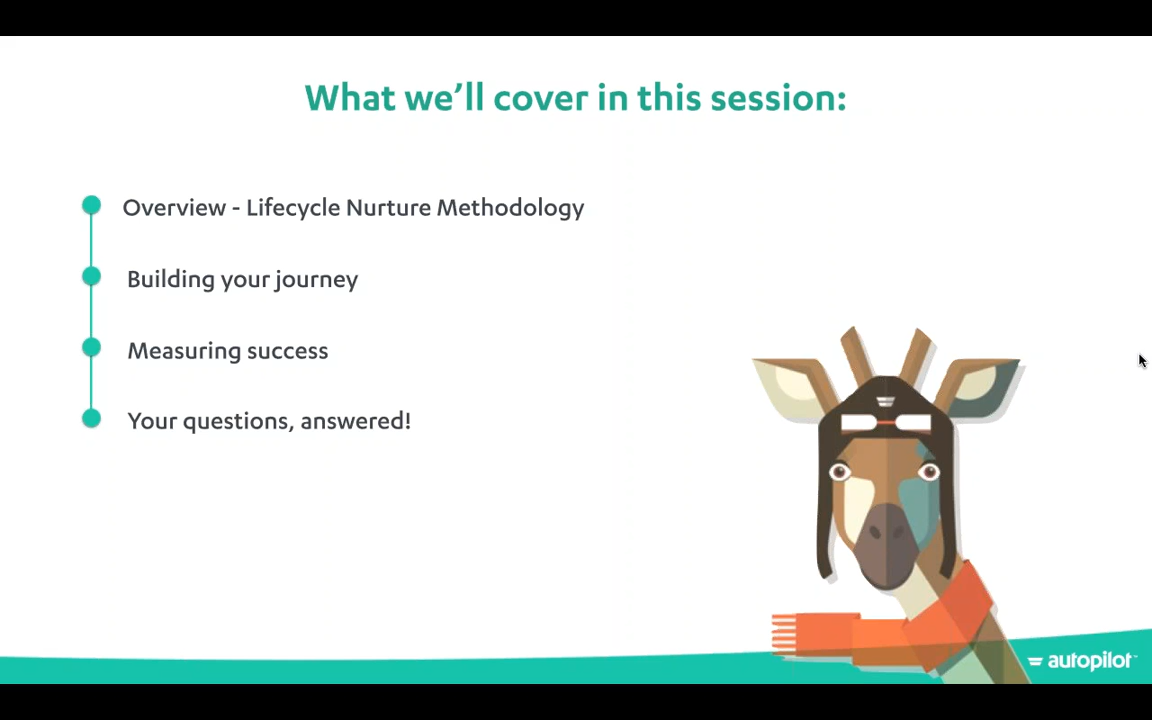 What we'll cover in this session:
Overview - Lifecycle Nurture Methodology
Building your journey
Measuring success
Your questions, answered!
autopilot™